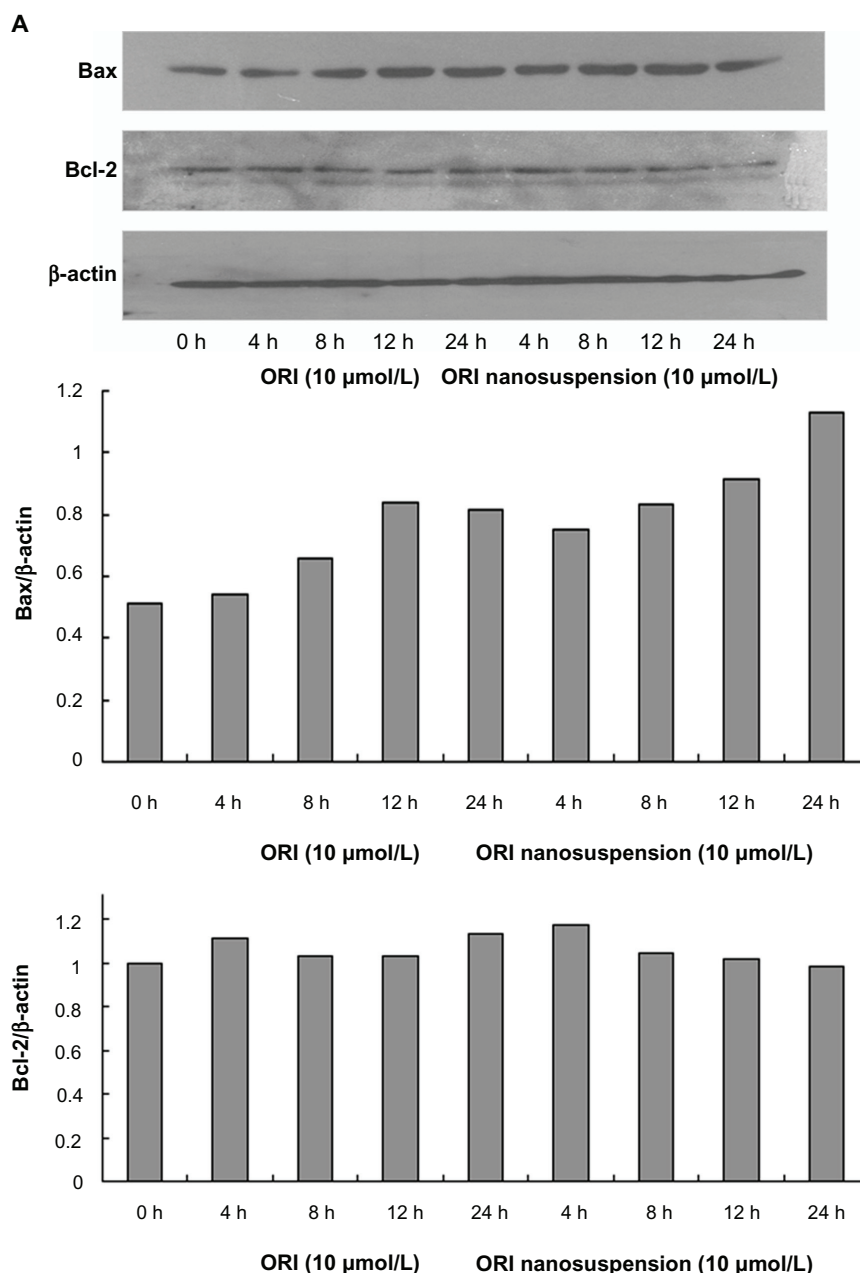 A
Bax
Bcl-2
β-actin
0 h 4 h 8 h 12 h 24 h 4 h 8 h 12 h 24 h
ORI (10 µmol/L) ORI nanosuspension (10 µmol/L)
Bax/β-actin
1.2
1
0.8
0.6
0.4
0.2
0
0 h 4 h 8 h 12 h 24 h 4 h 8 h 12 h 24 h
ORI (10 µmol/L) ORI nanosuspension (10 µmol/L)
Bcl-2/β-actin
1.2
1
0.8
0.6
0.4
0.2
0
0 h 4 h 8 h 12 h 24 h 4 h 8 h 12 h 24 h
ORI (10 µmol/L) ORI nanosuspension (10 µmol/L)